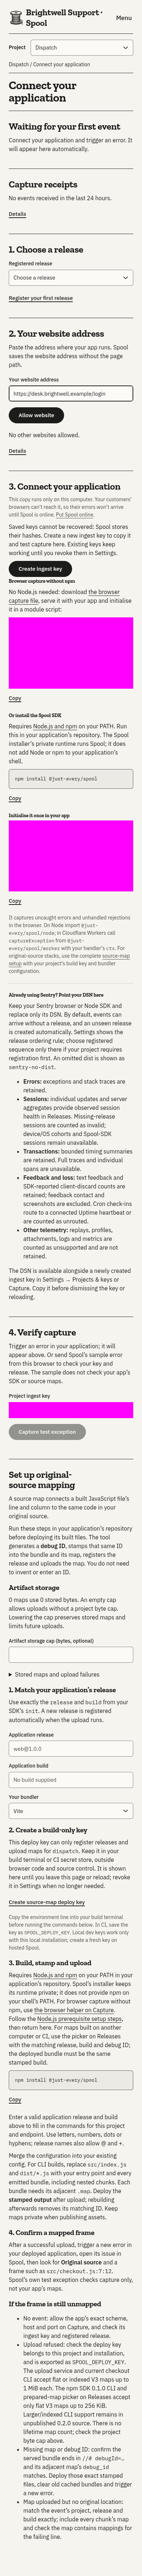 Brightwell Support ·
Spool
Menu
Project
Dispatch
Dispatch / Connect your application
Connect your
application
Waiting for your first event
Connect your application and trigger an error. It
will appear here automatically.
Capture receipts
No events received in the last 24 hours.
Details
1. Choose a release
Registered release
Choose a release
Register your first release
2. Your website address
Paste the address where your app runs. Spool
saves the website address without the page
path.
Your website address
https://desk.brightwell.example/login
Allow website
No other websites allowed.
Details
3. Connect your application
This copy runs only on this computer. Your customers'
browsers can't reach it, so their errors won't arrive
until Spool is online. Put Spool online.
Saved keys cannot be recovered: Spool stores
their hashes. Create a new ingest key to copy it
and test capture here. Existing keys keep
working until you revoke them in Settings.
Create ingest key
Browser capture without npm
No Node.js needed: download the browser
capture file, serve it with your app and initialise
it in a module script:
Copy
Or install the Spool SDK
Requires Node.js and npm on your PATH. Run
this in your application's repository. The Spool
installer's private runtime runs Spool; it does
not add Node or npm to your application's
shell.
npm install @just-every/spool
Copy
Initialise it once in your app
Copy
It captures uncaught errors and unhandled rejections
in the browser. On Node import @just-
every/spool/node; in Cloudflare Workers call
captureException from @just-
every/spool/workers with your handler's ctx. For
original-source stacks, use the complete source-map
setup with your project's build key and bundler
configuration.
Already using Sentry? Point your DSN here
Keep your Sentry browser or Node SDK and
replace only its DSN. By default, events can
arrive without a release, and an unseen release
is created automatically. Settings shows the
release ordering rule; choose registered
sequence only there if your project requires
registration first. An omitted dist is shown as
sentry-no-dist.
• Errors: exceptions and stack traces are
retained.
• Sessions: individual updates and server
aggregates provide observed session
health in Releases. Missing-release
sessions are counted as invalid;
device/OS cohorts and Spool-SDK
sessions remain unavailable.
• Transactions: bounded timing summaries
are retained. Full traces and individual
spans are unavailable.
• Feedback and loss: text feedback and
SDK-reported client-discard counts are
retained; feedback contact and
screenshots are excluded. Cron check-ins
route to a connected Uptime heartbeat or
are counted as unrouted.
• Other telemetry: replays, profiles,
attachments, logs and metrics are
counted as unsupported and are not
retained.
The DSN is available alongside a newly created
ingest key in Settings → Projects & keys or
Capture. Copy it before dismissing the key or
reloading.
4. Verify capture
Trigger an error in your application; it will
appear above. Or send Spool's sample error
from this browser to check your key and
release. The sample does not check your app's
SDK or source maps.
Project ingest key
Capture test exception
Set up original-
source mapping
A source map connects a built JavaScript file's
line and column to the same code in your
original source.
Run these steps in your application's repository
before deploying its built files. The tool
generates a debug ID, stamps that same ID
into the bundle and its map, registers the
release and uploads the map. You do not need
to invent or enter an ID.
Artifact storage
0 maps use 0 stored bytes. An empty cap
allows uploads without a project byte cap.
Lowering the cap preserves stored maps and
limits future uploads.
Artifact storage cap (bytes, optional)
Stored maps and upload failures
1. Match your application's release
Use exactly the release and build from your
SDK's init. A new release is registered
automatically when the upload runs.
Application release
web@1.0.0
Application build
No build supplied
Your bundler
Vite
2. Create a build-only key
This deploy key can only register releases and
upload maps for dispatch. Keep it in your
build terminal or CI secret store, outside
browser code and source control. It is shown
here until you leave this page or reload; revoke
it in Settings when no longer needed.
Create source-map deploy key
Copy the environment line into your build terminal
before running the commands below. In CI, save the
key as SPOOL_DEPLOY_KEY. Local dev keys work only
with this local installation; create a fresh key on
hosted Spool.
3. Build, stamp and upload
Requires Node.js and npm on your PATH in your
application's repository. Spool's installer keeps
its runtime private; it does not provide npm on
your shell's PATH. For browser capture without
npm, use the browser helper on Capture.
Follow the Node.js prerequisite setup steps,
then return here. For maps built on another
computer or CI, use the picker on Releases
with the matching release, build and debug ID;
the deployed bundle must be the same
stamped build.
npm install @just-every/spool
Copy
Enter a valid application release and build
above to fill in the commands for this project
and endpoint. Use letters, numbers, dots or
hyphens; release names also allow @ and +.
Merge the configuration into your existing
config. For CLI builds, replace src/index.js
and dist/*.js with your entry point and every
emitted bundle, including nested chunks. Each
bundle needs its adjacent .map. Deploy the
stamped output after upload; rebuilding
afterwards removes its matching ID. Keep
maps private when publishing assets.
4. Confirm a mapped frame
After a successful upload, trigger a new error in
your deployed application, open its issue in
Spool, then look for Original source and a
frame such as src/checkout.js:7:12.
Spool's own test exception checks capture only,
not your app's maps.
If the frame is still unmapped
• No event: allow the app's exact scheme,
host and port on Capture, and check its
ingest key and registered release.
• Upload refused: check the deploy key
belongs to this project and installation,
and is exported as SPOOL_DEPLOY_KEY.
The upload service and current checkout
CLI accept flat or indexed V3 maps up to
1 MiB each. The npm SDK 0.1.0 CLI and
prepared-map picker on Releases accept
only flat V3 maps up to 256 KiB.
Larger/indexed CLI support remains in
unpublished 0.2.0 source. There is no
lifetime map count; check the project
byte cap above.
• Missing map or debug ID: confirm the
served bundle ends in //# debugId=…
and its adjacent map's debug_id
matches. Deploy those exact stamped
files, clear old cached bundles and trigger
a new error.
• Map uploaded but no original location:
match the event's project, release and
build exactly; include every chunk's map
and check the map contains mappings for
the failing line.